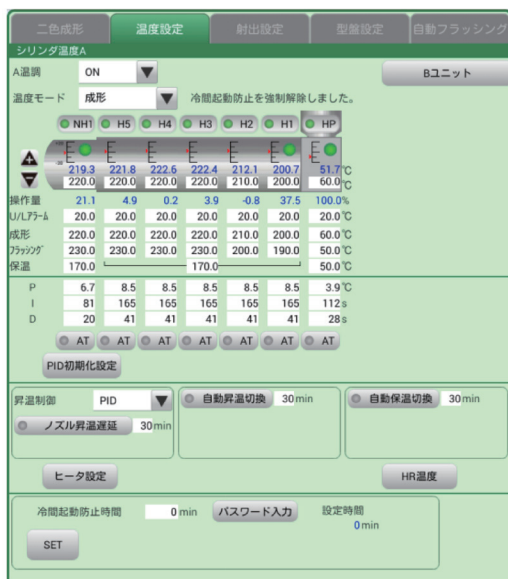 二色成形 温度設定 射出設定 型盤設定 自動フラッシング
シリンダ温度A
A温調 ON Bユニット
温度モード 成形 冷間起動防止を強制解除しました。
NH1 H5 H4 H3 H2 H1 HP
219.3 221.8 222.6 222.4 212.1 200.7 51.7 ℃
220.0 220.0 220.0 220.0 210.0 200.0 60.0 ℃
操作量 21.1 4.9 0.2 3.9 -0.8 37.5 100.0 %
U/Lアラーム 20.0 20.0 20.0 20.0 20.0 20.0 20.0 ℃
成形 220.0 220.0 220.0 220.0 210.0 200.0 60.0 ℃
フラッシング 230.0 230.0 230.0 230.0 200.0 190.0 50.0 ℃
保温 170.0 170.0 50.0 ℃
P 6.7 8.5 8.5 8.5 8.5 8.5 3.9 ℃
I 81 165 165 165 165 165 112 s
D 20 41 41 41 41 41 28 s
AT AT AT AT AT AT AT
PID初期化設定
昇温制御 PID 自動昇温切換 30 min 自動保温切換 30 min
ノズル昇温遅延 30 min
ヒータ設定 HR温度
冷間起動防止時間 0 min パスワード入力 設定時間
0 min
SET